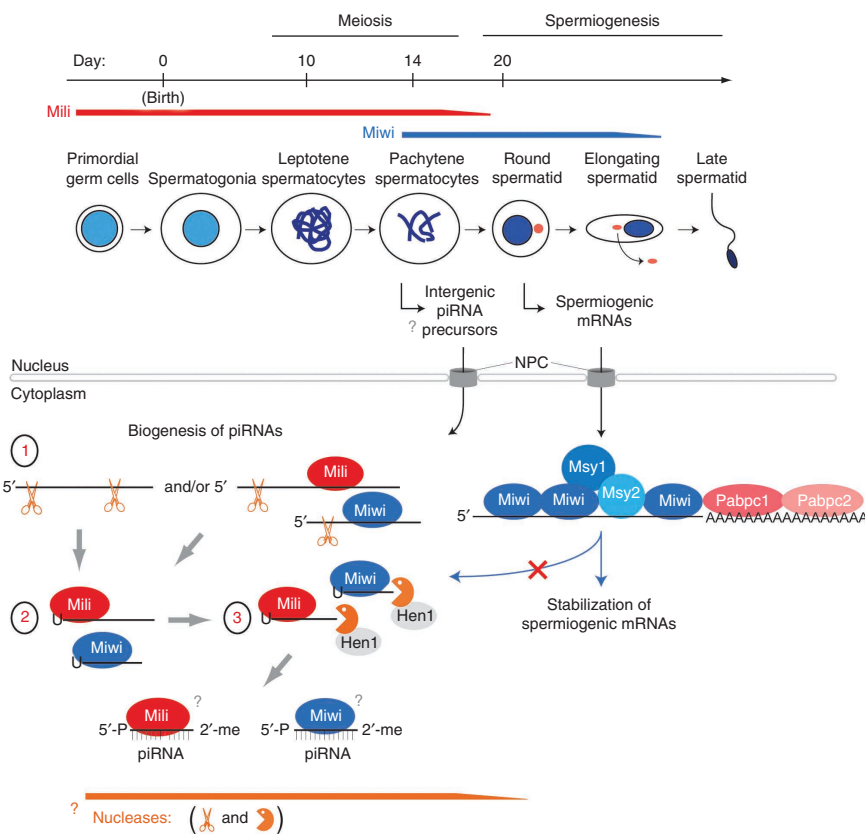 Meiosis
Spermiogenesis
Day:
0
10
14
20
(Birth)
Mili
Miwi
Primordial
germ cells
Spermatogonia
Leptotene
spermatocytes
Pachytene
spermatocytes
Round
spermatid
Elongating
spermatid
Late
spermatid
Intergenic
piRNA
? precursors
Spermiogenic
mRNAs
Nucleus
NPC
Cytoplasm
Biogenesis of piRNAs
1
5′
and/or 5′
Mili
5′
Miwi
Msy1
Msy2
Miwi
Miwi
Miwi
Pabpc1
Pabpc2
5′
AAAAAAAAAAAAAAAAAA
2
Mili
U
Miwi
U
3
Mili
U
Hen1
Miwi
U
Hen1
Stabilization of
spermiogenic mRNAs
Mili
?
5′-P
2′-me
piRNA
Miwi
?
5′-P
2′-me
piRNA
?
Nucleases: ( and )